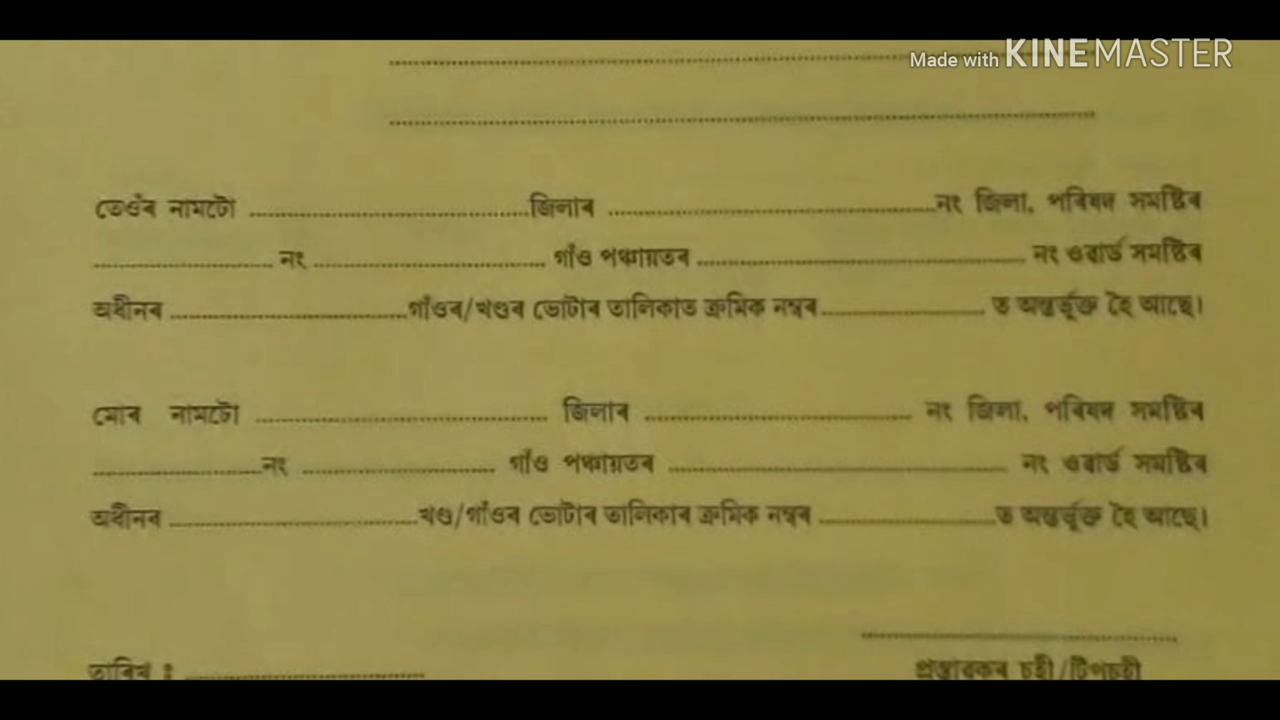 Made with KINEMASTER
তেওঁৰ নামটো ............ জিলাৰ ............ নং জিলা. পৰিষদ সমষ্টিৰ
............ নং ............ গাঁও পঞ্চায়তৰ ............ নং ওৱাৰ্ড সমষ্টিৰ
অধীনৰ ............ গাঁওৰ/খণ্ডৰ ভোটাৰ তালিকাত ক্ৰমিক নম্বৰ ............ ত অন্তৰ্ভূক্ত হৈ আছে।
মোৰ নামটো ............ জিলাৰ ............ নং জিলা. পৰিষদ সমষ্টিৰ
............ নং ............ গাঁও পঞ্চায়তৰ ............ নং ওৱাৰ্ড সমষ্টিৰ
অধীনৰ ............ খণ্ড/গাঁওৰ ভোটাৰ তালিকাৰ ক্ৰমিক নম্বৰ ............ ত অন্তৰ্ভূক্ত হৈ আছে।
তাৰিখ : ............ প্ৰস্তাৱকৰ চহী/টিপচহী